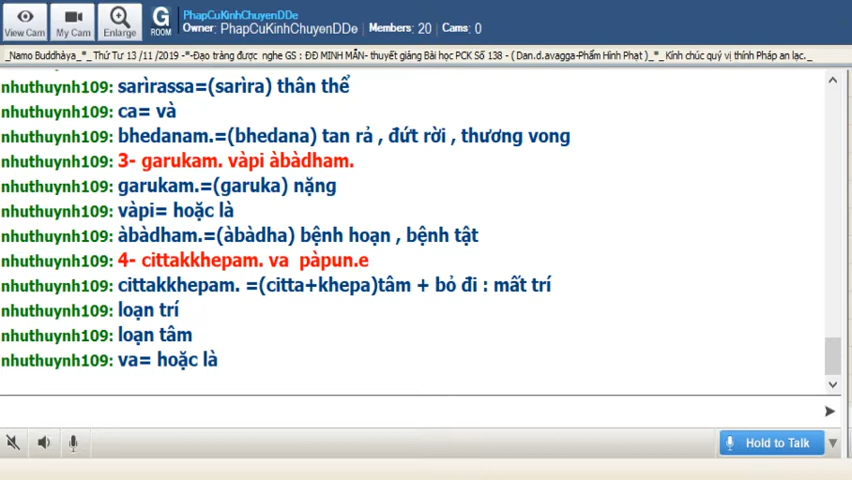 PhapCuKinhChuyenDDe
Owner: PhapCuKinhChuyenDDe Members: 20 Cams: 0
View Cam My Cam Enlarge G ROOM
_Namo Buddhàya_*_ Thứ Tư 13 /11 /2019 -*-Đạo tràng được nghe GS : ĐĐ MINH MẪN- thuyết giảng Bài học PCK Số 138 - ( Dan.d.avagga-Phẩm Hình Phạt )_*_ Kính chúc quý vị thính Pháp an lạc._
nhuthuynh109: sarìrassa=(sarìra) thân thể
nhuthuynh109: ca= và
nhuthuynh109: bhedanam.=(bhedana) tan rả , đứt rời , thương vong
nhuthuynh109: 3- garukam. vàpi àbàdham.
nhuthuynh109: garukam.=(garuka) nặng
nhuthuynh109: vàpi= hoặc là
nhuthuynh109: àbàdham.=(àbàdha) bệnh hoạn , bệnh tật
nhuthuynh109: 4- cittakkhepam. va pàpun.e
nhuthuynh109: cittakkhepam. =(citta+khepa)tâm + bỏ đi : mất trí
nhuthuynh109: loạn trí
nhuthuynh109: loạn tâm
nhuthuynh109: va= hoặc là
Hold to Talk